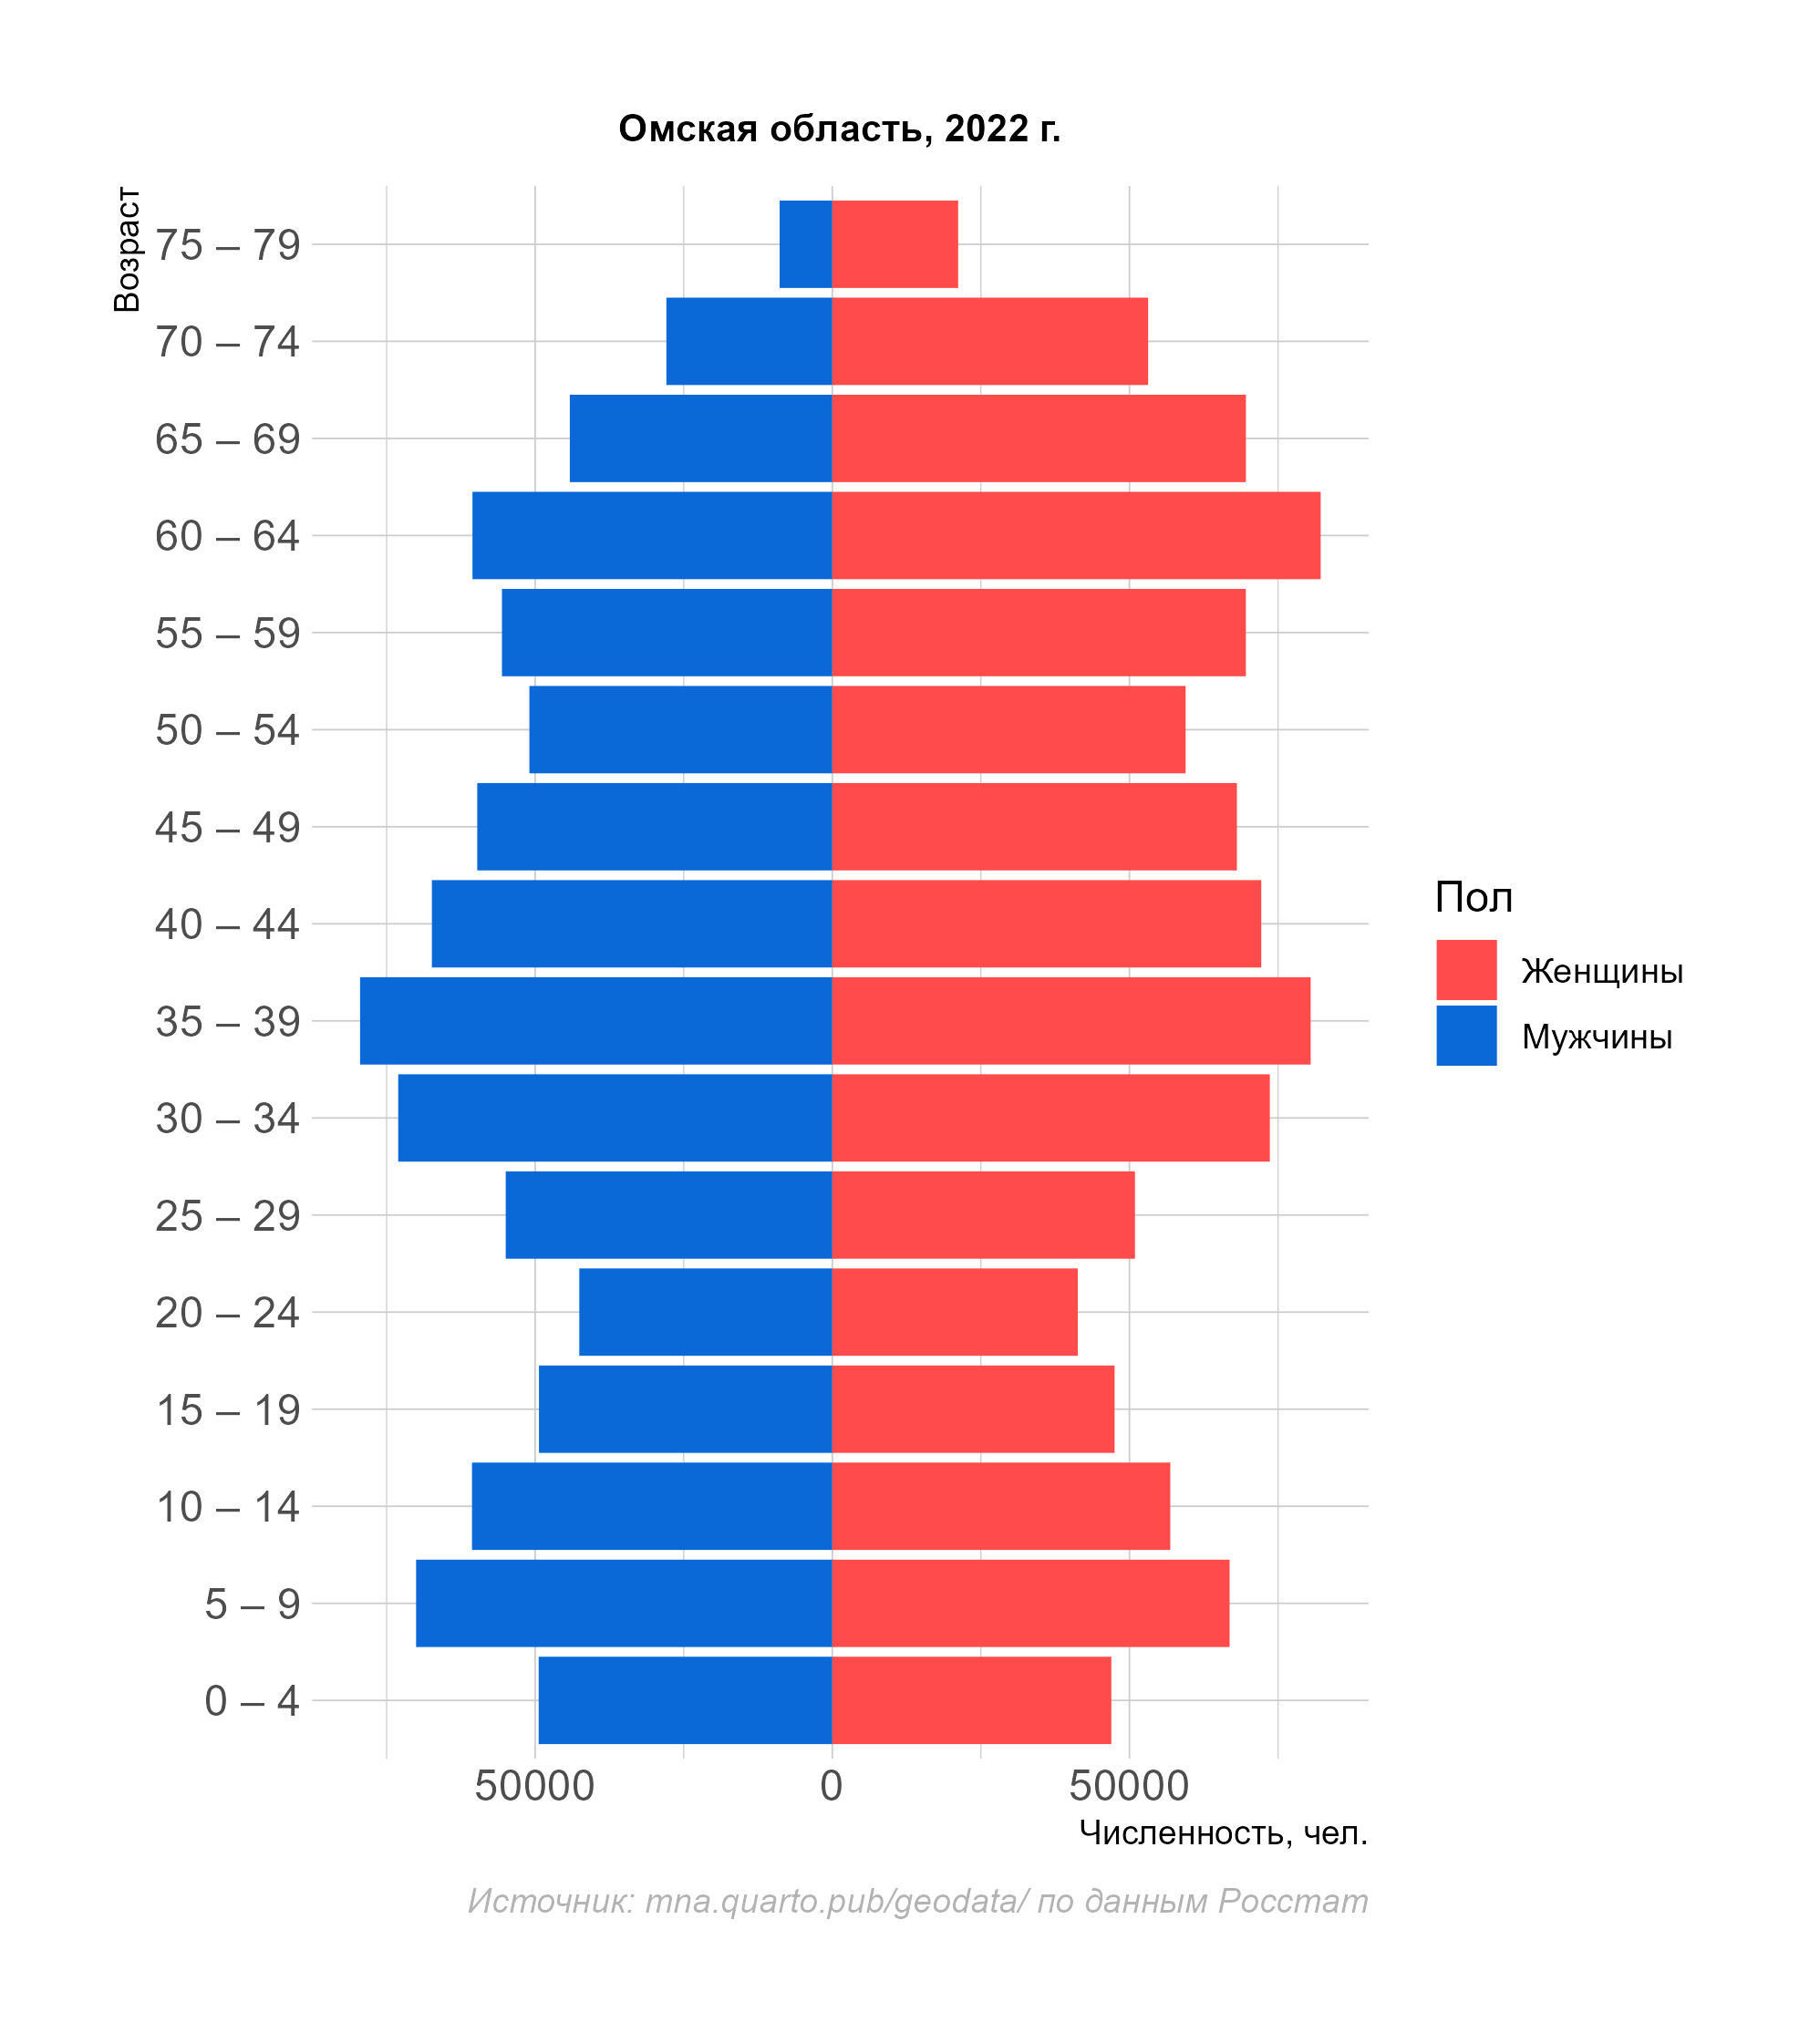 Омская область, 2022 г.
Возраст
75 – 79
70 – 74
65 – 69
60 – 64
55 – 59
50 – 54
45 – 49
40 – 44
35 – 39
30 – 34
25 – 29
20 – 24
15 – 19
10 – 14
5 – 9
0 – 4
50000 0 50000
Численность, чел.
Пол
Женщины
Мужчины
Источник: mna.quarto.pub/geodata/ по данным Росстат